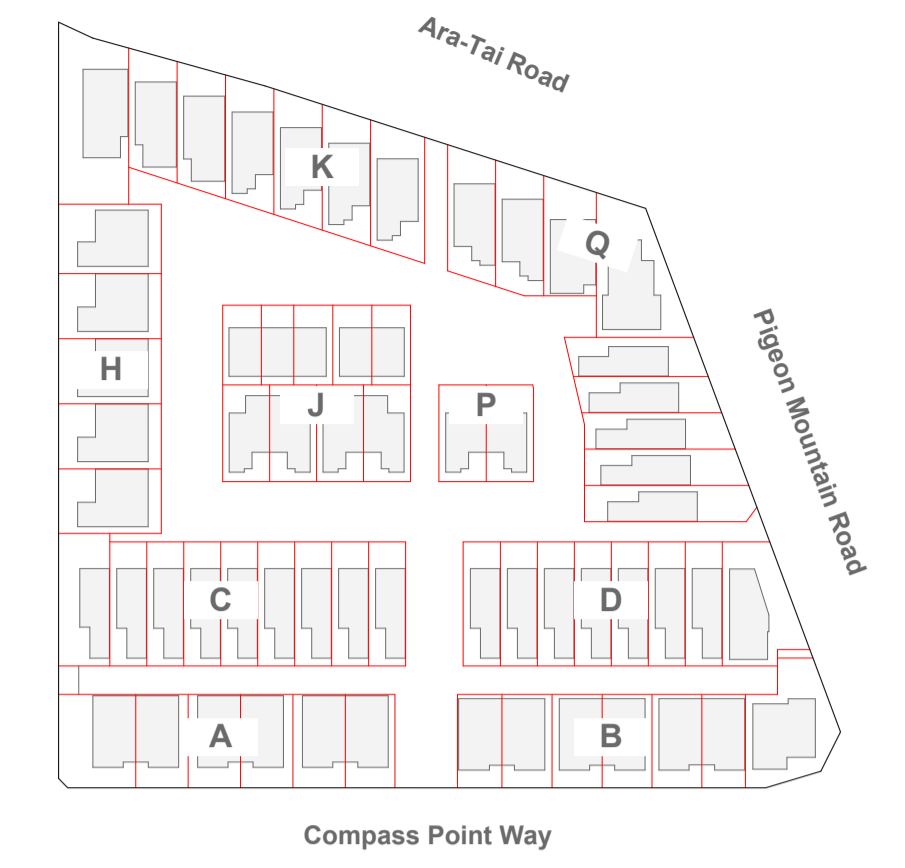 Ara-Tai Road
K
Q
H
J
P
Pigeon Mountain Road
C
D
A
B
Compass Point Way